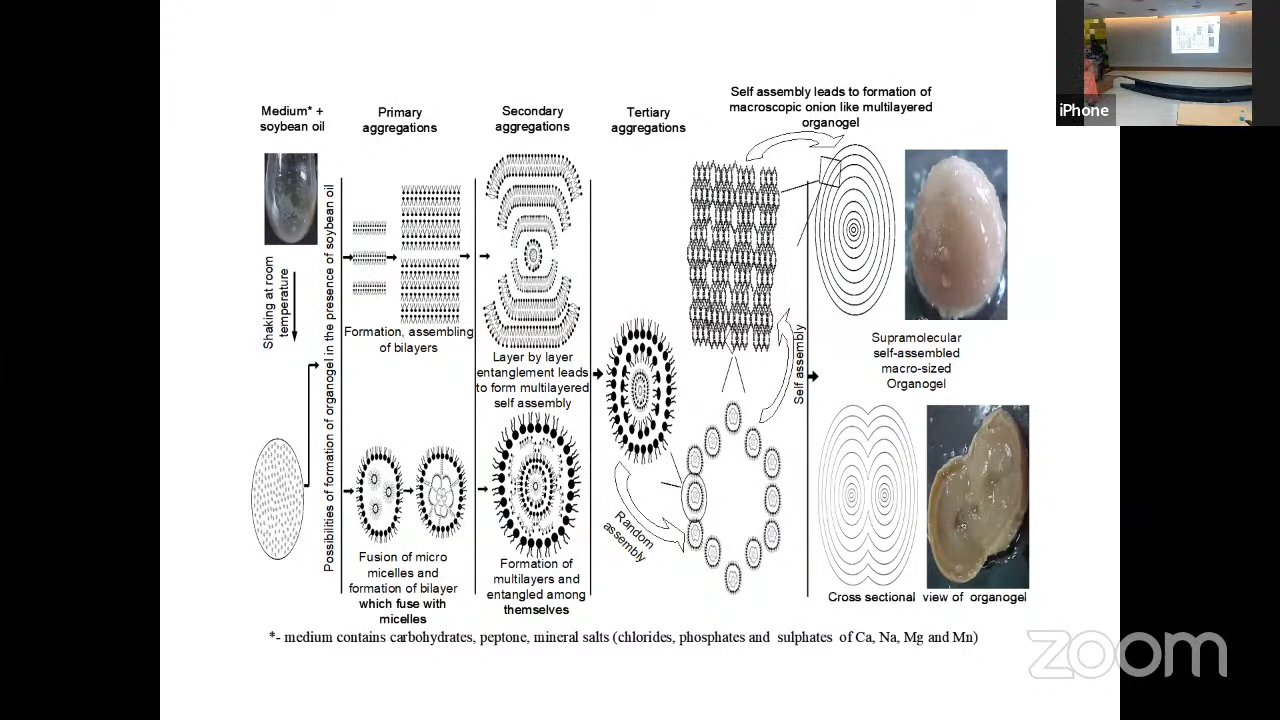 Medium* +
soybean oil
Primary
aggregations
Secondary
aggregations
Tertiary
aggregations
Self assembly leads to formation of
macroscopic onion like multilayered
organogel
iPhone
Shaking at room
temperature
Possibilities of formation of organogel in the presence of soybean oil
Formation, assembling
of bilayers
Layer by layer
entanglement leads
to form multilayered
self assembly
Self assembly
Supramolecular
self-assembled
macro-sized
Organogel
Random
assembly
Fusion of micro
micelles and
formation of bilayer
which fuse with
micelles
Formation of
multilayers and
entangled among
themselves
Cross sectional view of organogel
*- medium contains carbohydrates, peptone, mineral salts (chlorides, phosphates and sulphates of Ca, Na, Mg and Mn)
zoom